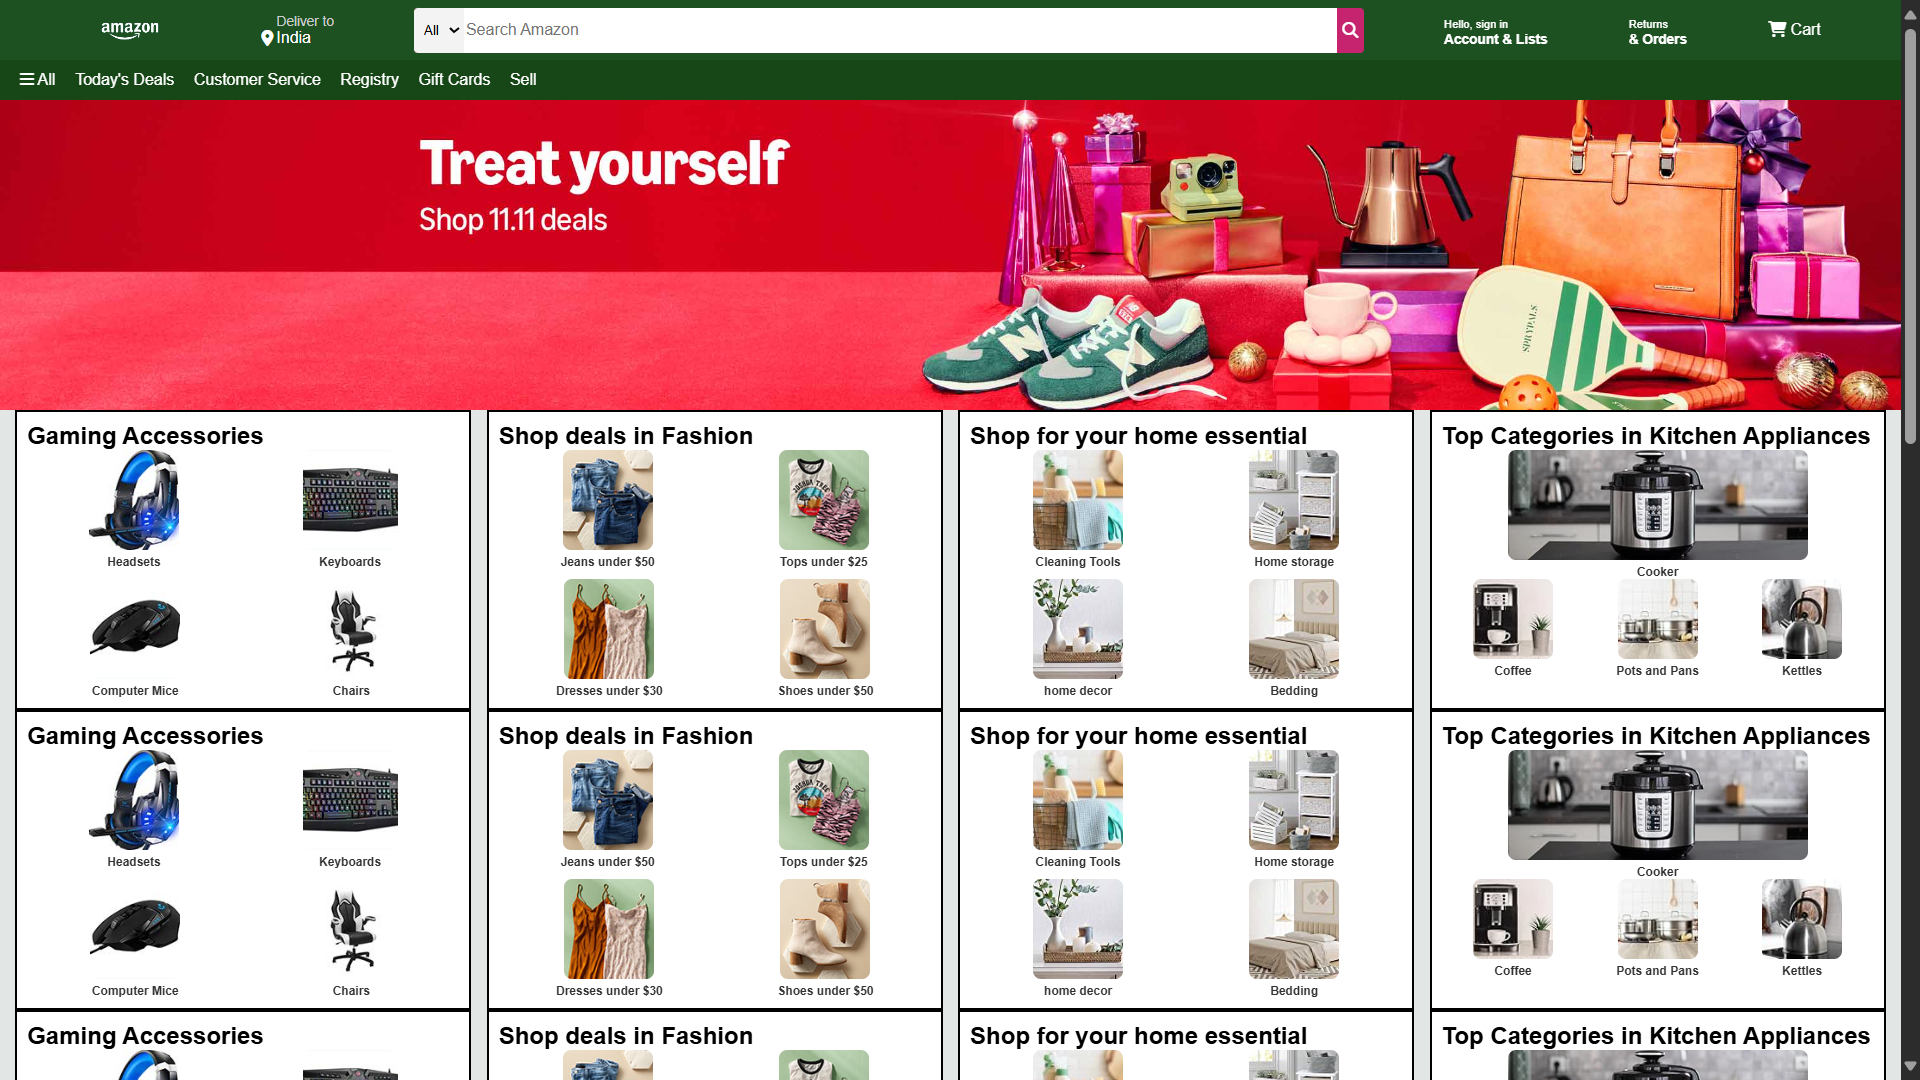 amazon
Deliver to
India
All
Search Amazon
Hello, sign in
Account & Lists
Returns
& Orders
Cart
All
Today's Deals
Customer Service
Registry
Gift Cards
Sell
Treat yourself
Shop 11.11 deals
SPRYPALS
Gaming Accessories
Headsets
Keyboards
Computer Mice
Chairs
Shop deals in Fashion
JOSHUA TREE
Jeans under $50
Tops under $25
Dresses under $30
Shoes under $50
Shop for your home essential
Cleaning Tools
Home storage
home decor
Bedding
Top Categories in Kitchen Appliances
Cooker
Coffee
Pots and Pans
Kettles
Gaming Accessories
Headsets
Keyboards
Computer Mice
Chairs
Shop deals in Fashion
JOSHUA TREE
Jeans under $50
Tops under $25
Dresses under $30
Shoes under $50
Shop for your home essential
Cleaning Tools
Home storage
home decor
Bedding
Top Categories in Kitchen Appliances
Cooker
Coffee
Pots and Pans
Kettles
Gaming Accessories
Shop deals in Fashion
Shop for your home essential
Top Categories in Kitchen Appliances